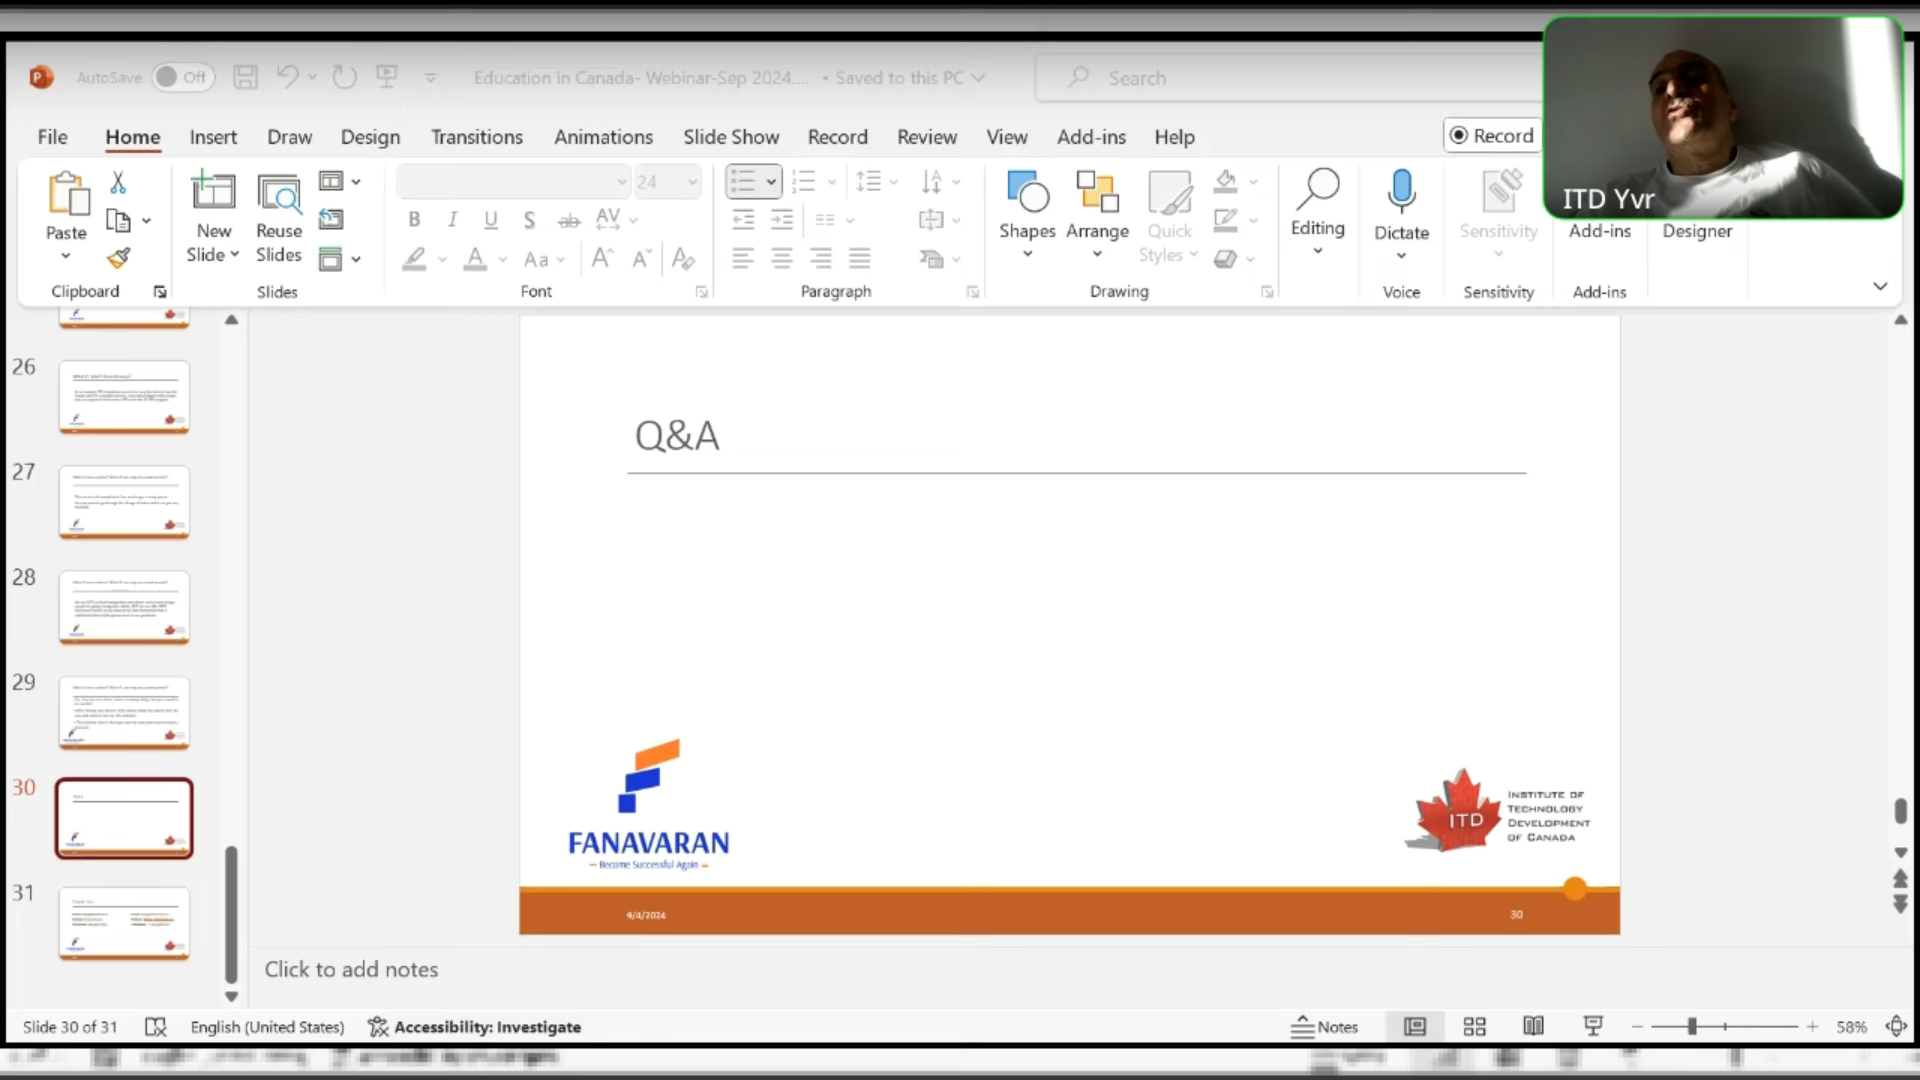 AutoSave Off Education in Canada- Webinar-Sep 2024.... • Saved to this PC Search
File Home Insert Draw Design Transitions Animations Slide Show Record Review View Add-ins Help Record
ITD Yvr
Paste
New Slide
Reuse Slides
24
Shapes Arrange Quick Styles
Editing
Dictate
Sensitivity
Add-ins
Designer
Clipboard Slides Font Paragraph Drawing Voice Sensitivity Add-ins
26
27
28
29
30
31
Q&A
FANAVARAN
Become Successful Again
ITD
INSTITUTE OF
TECHNOLOGY
DEVELOPMENT
OF CANADA
9/4/2024 30
Click to add notes
Slide 30 of 31 English (United States) Accessibility: Investigate Notes 58%